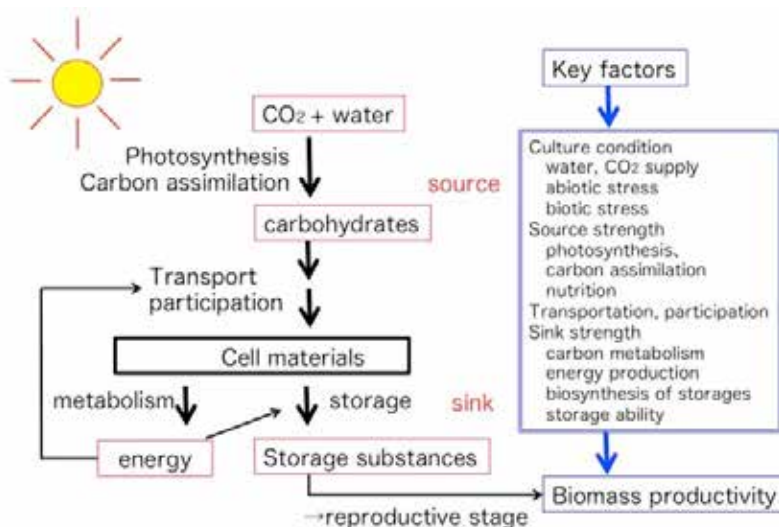 CO2 + water
Photosynthesis
Carbon assimilation
source
carbohydrates
Transport
participation
Cell materials
metabolism
storage
sink
energy
Storage substances
→reproductive stage
Key factors
Culture condition
water, CO2 supply
abiotic stress
biotic stress
Source strength
photosynthesis、
carbon assimilation
nutrition
Transportation, participation
Sink strength
carbon metabolism
energy production
biosynthesis of storages
storage ability
Biomass productivity